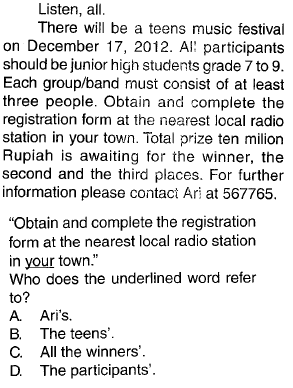 Listen, all.
There will be a teens music festival
on December 17, 2012. All participants
should be junior high students grade 7 to 9.
Each group/band must consist of at least
three people. Obtain and complete the
registration form at the nearest local radio
station in your town. Total prize ten milion
Rupiah is awaiting for the winner, the
second and the third places. For further
information please contact Ari at 567765.
“Obtain and complete the registration
form at the nearest local radio station
in your town.”
Who does the underlined word refer
to?
A. Ari's.
B. The teens'.
C. All the winners'.
D. The participants'.